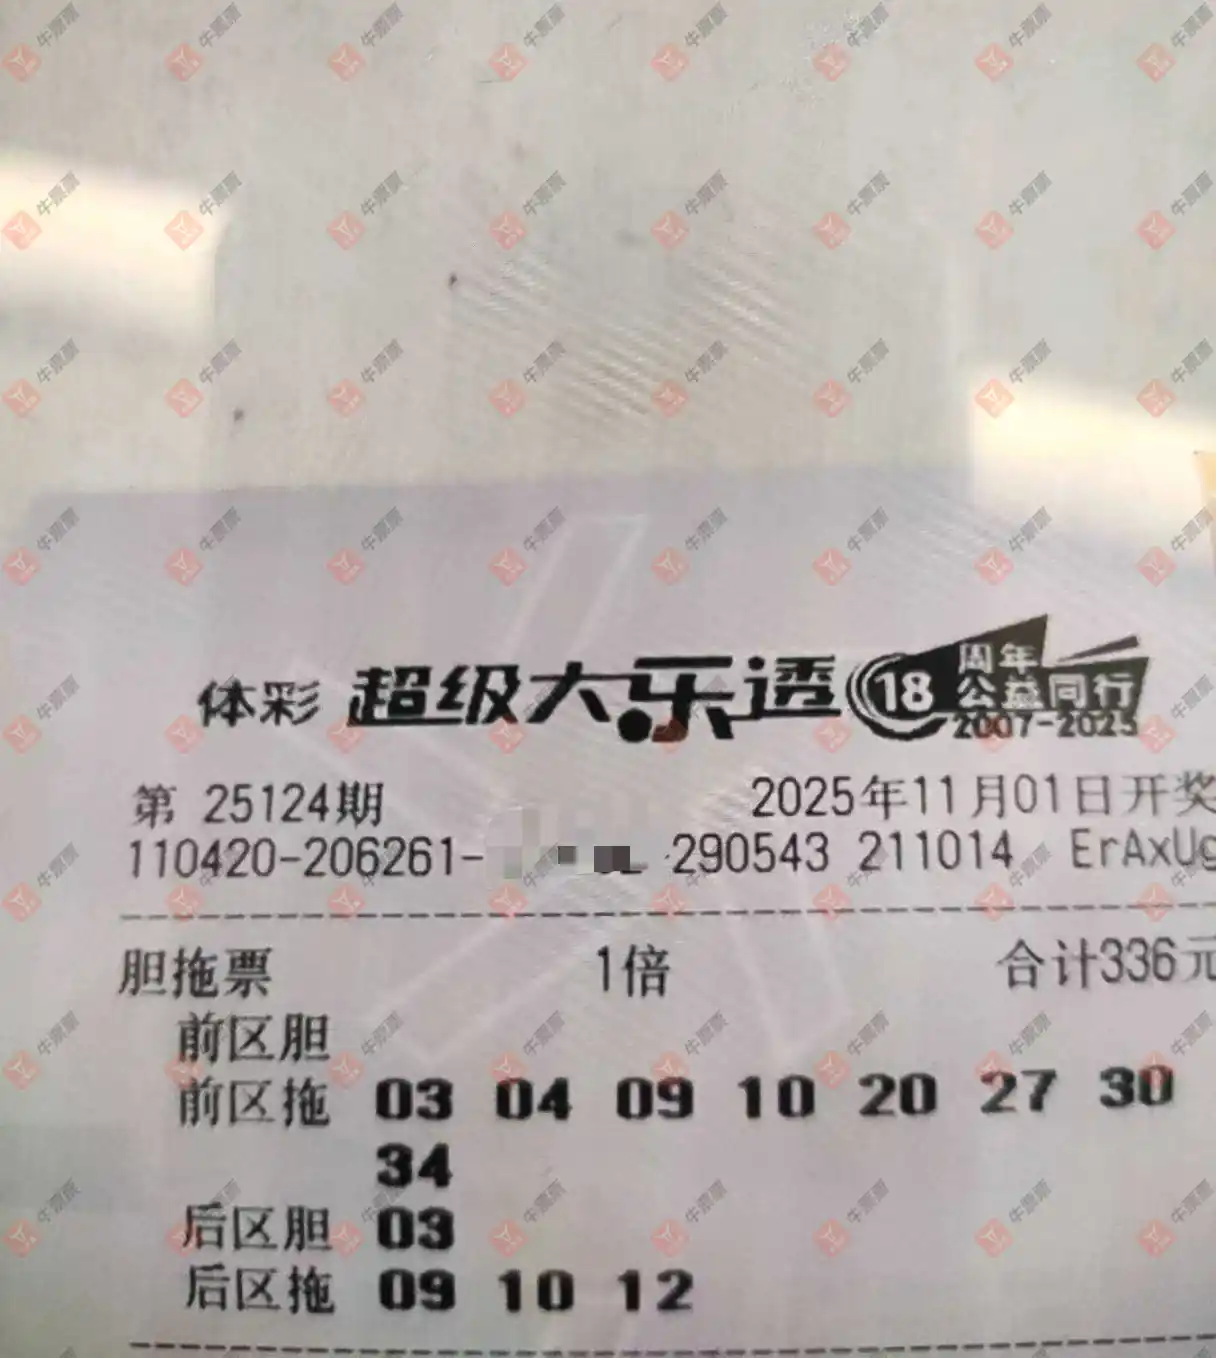 体彩 超级大乐透 18 周年 公益同行 2007-2025
第 25124期 2025年11月01日开奖
110420-206261- 290543 211014 ErAxUg
胆拖票 1倍 合计336元
前区胆
前区拖 03 04 09 10 20 27 30
34
后区胆 03
后区拖 09 10 12
牛票票